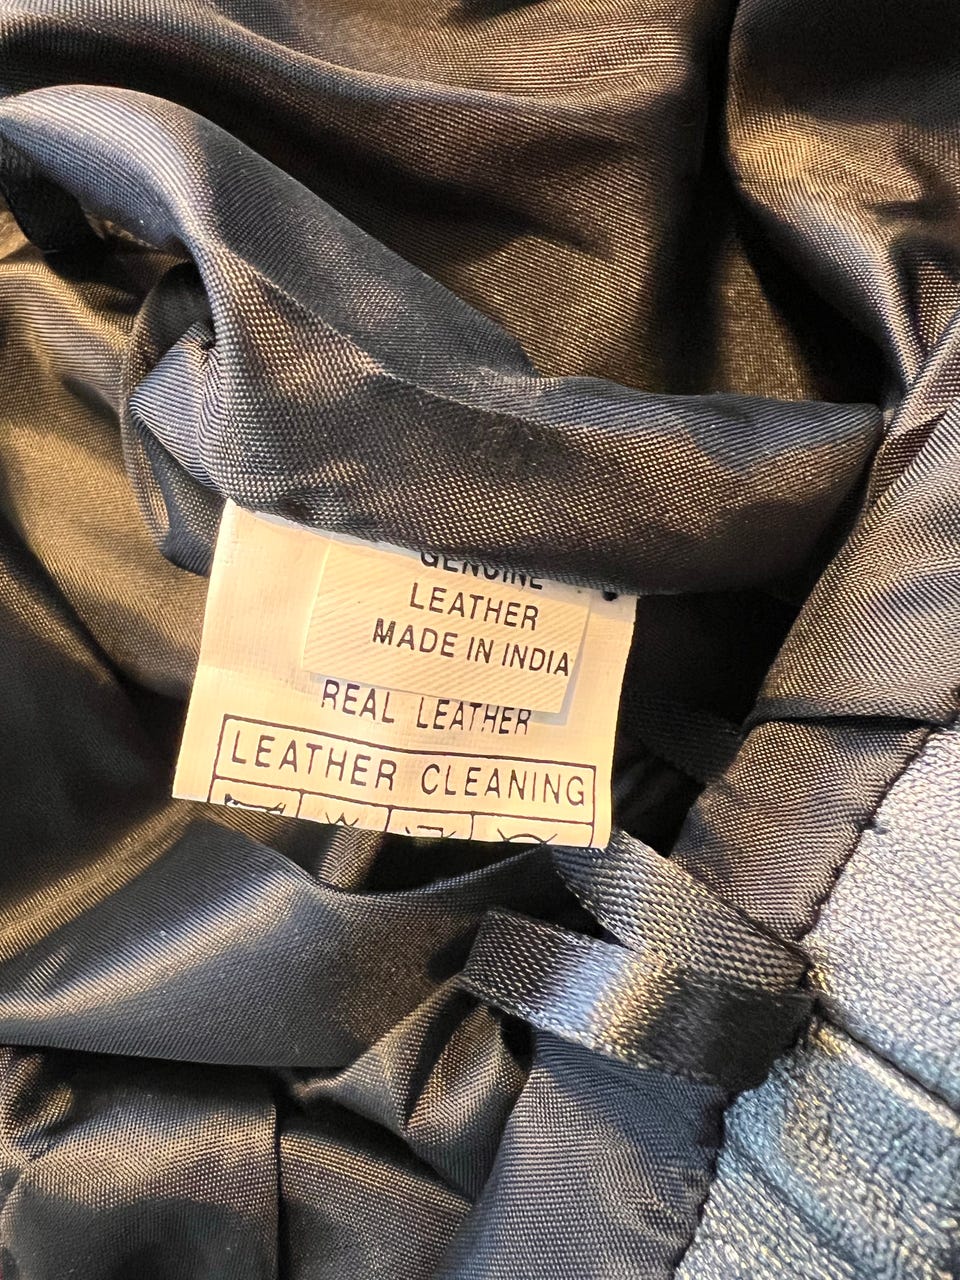 GENUINE
LEATHER
MADE IN INDIA
REAL LEATHER
LEATHER CLEANING